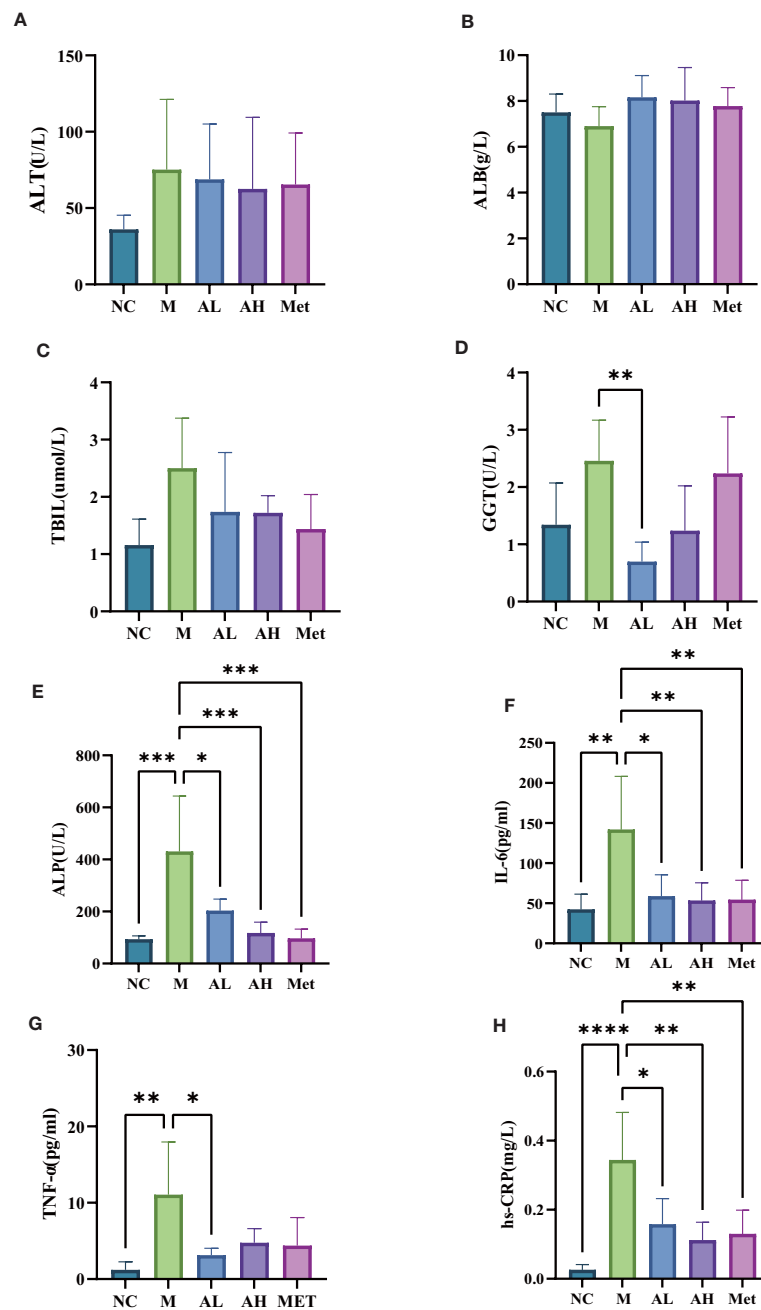 A
ALT(U/L)
150
100
50
0
NC M AL AH Met
B
ALB(g/L)
10
8
6
4
2
0
NC M AL AH Met
C
TBIL(umol/L)
4
3
2
1
0
NC M AL AH Met
D
GGT(U/L)
4
3
2
1
0
**
NC M AL AH Met
E
ALP(U/L)
800
600
400
200
0
***
***
*** *
NC M AL AH Met
F
IL-6(pg/ml)
250
200
150
100
50
0
**
**
** *
NC M AL AH Met
G
TNF-α(pg/ml)
30
20
10
0
** *
NC M AL AH MET
H
hs-CRP(mg/L)
0.6
0.4
0.2
0.0
**
**** **
*
NC M AL AH Met